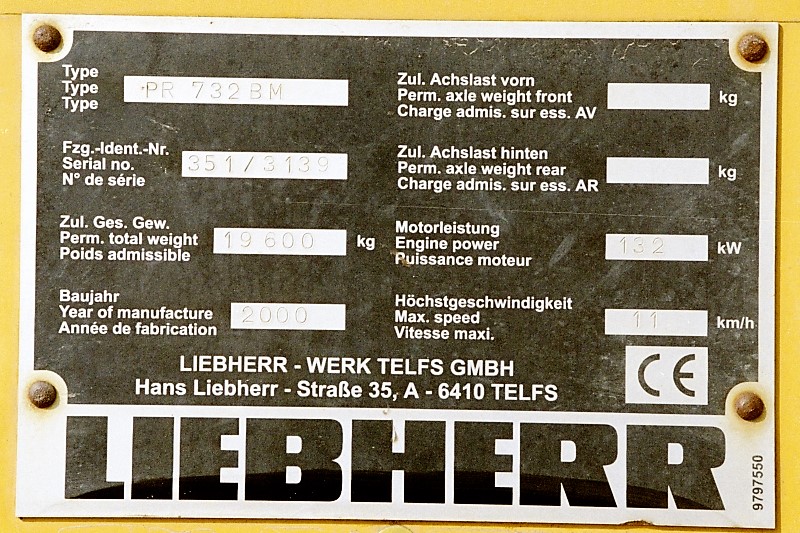 Type
Type PR 732BM
Type
Fzg.-Ident.-Nr.
Serial no. 351/3139
N° de série
Zul. Ges. Gew.
Perm. total weight 19600 kg
Poids admissible
Baujahr
Year of manufacture 2000
Année de fabrication
Zul. Achslast vorn
Perm. axle weight front kg
Charge admis. sur ess. AV
Zul. Achslast hinten
Perm. axle weight rear kg
Charge admis. sur ess. AR
Motorleistung
Engine power 132 kW
Puissance moteur
Höchstgeschwindigkeit
Max. speed 11 km/h
Vitesse maxi.
LIEBHERR - WERK TELFS GMBH
Hans Liebherr - Straße 35, A - 6410 TELFS
CE
LIEBHERR
9797550